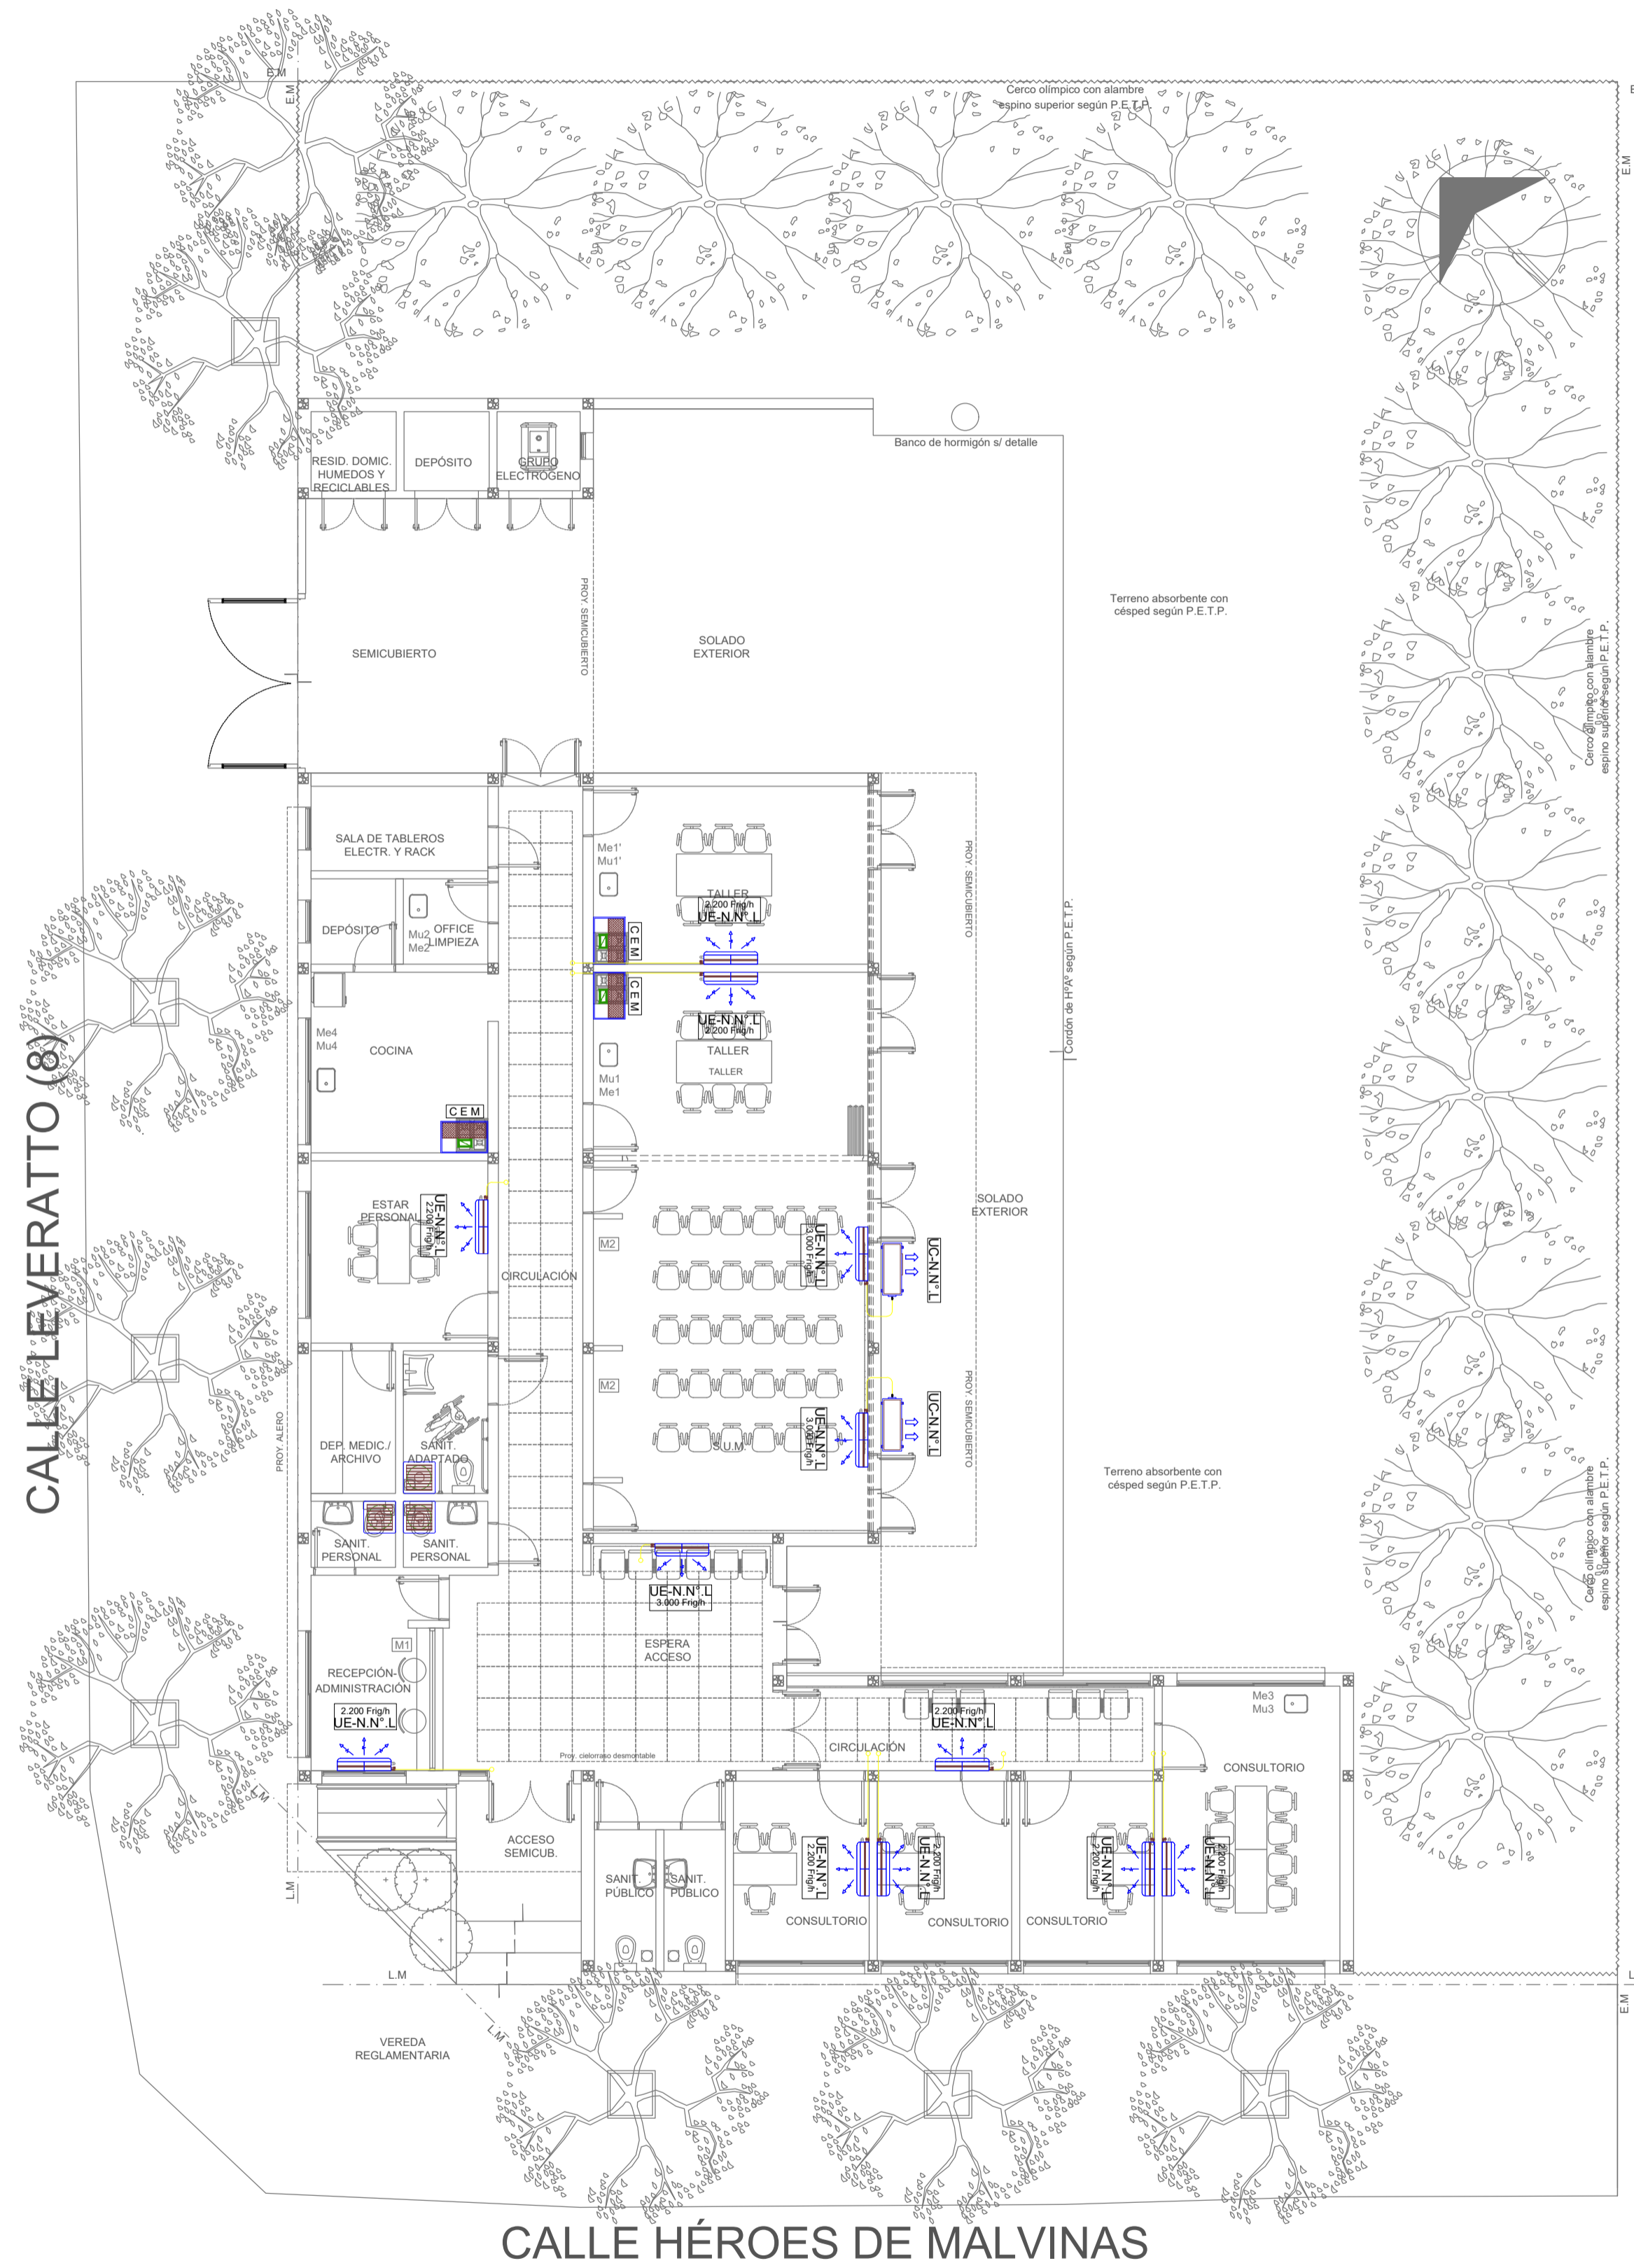 E.M
E.M
Cerco olímpico con alambre
espino superior según P.E.T.P.
E.M
Banco de hormigón s/ detalle
RESID. DOMIC.
HUMEDOS Y
RECICLABLES
DEPÓSITO
GRUPO
ELECTRÓGENO
PROY. SEMICUBIERTO
SEMICUBIERTO
SOLADO
EXTERIOR
Terreno absorbente con
césped según P.E.T.P.
Cerco olímpico con alambre
espino superior según P.E.T.P.
SALA DE TABLEROS
ELECTR. Y RACK
Me1'
Mu1'
TALLER
2.200 Frig/h
UE-N.N°.L
PROY. SEMICUBIERTO
Cordón de HºAº según P.E.T.P.
DEPÓSITO
Mu2
Me2
OFFICE
LIMPIEZA
CEM
CEM
UE-N.N°.L
2.200 Frig/h
TALLER
TALLER
Mu1
Me1
Me4
Mu4
COCINA
CEM
CALLE LEVERATTO (8)
ESTAR
PERSONAL
UE-N.N°.L
2.200 Frig/h
CIRCULACIÓN
M2
UE-N.N°.L
3.000 Frig/h
UC-N.N°.L
SOLADO
EXTERIOR
M2
UE-N.N°.L
3.000 Frig/h
UC-N.N°.L
S.U.M.
PROY. SEMICUBIERTO
PROY. ALERO
DEP. MEDIC./
ARCHIVO
SANIT.
ADAPTADO
SANIT.
PERSONAL
SANIT.
PERSONAL
Terreno absorbente con
césped según P.E.T.P.
Cerco olímpico con alambre
espino superior según P.E.T.P.
UE-N.N°.L
3.000 Frig/h
ESPERA
ACCESO
M1
RECEPCIÓN-
ADMINISTRACIÓN
2.200 Frig/h
UE-N.N°.L
2.200 Frig/h
UE-N.N°.L
Me3
Mu3
CIRCULACIÓN
Proy. cielorraso desmontable
CONSULTORIO
L.M
ACCESO
SEMICUB.
L.M
SANIT.
PÚBLICO
SANIT.
PÚBLICO
UE-N.N°.L
2.200 Frig/h
2.200 Frig/h
UE-N.N°.L
UE-N.N°.L
2.200 Frig/h
2.200 Frig/h
UE-N.N°.L
CONSULTORIO
CONSULTORIO
CONSULTORIO
L.M
L.M
E.M
VEREDA
REGLAMENTARIA
CALLE HÉROES DE MALVINAS